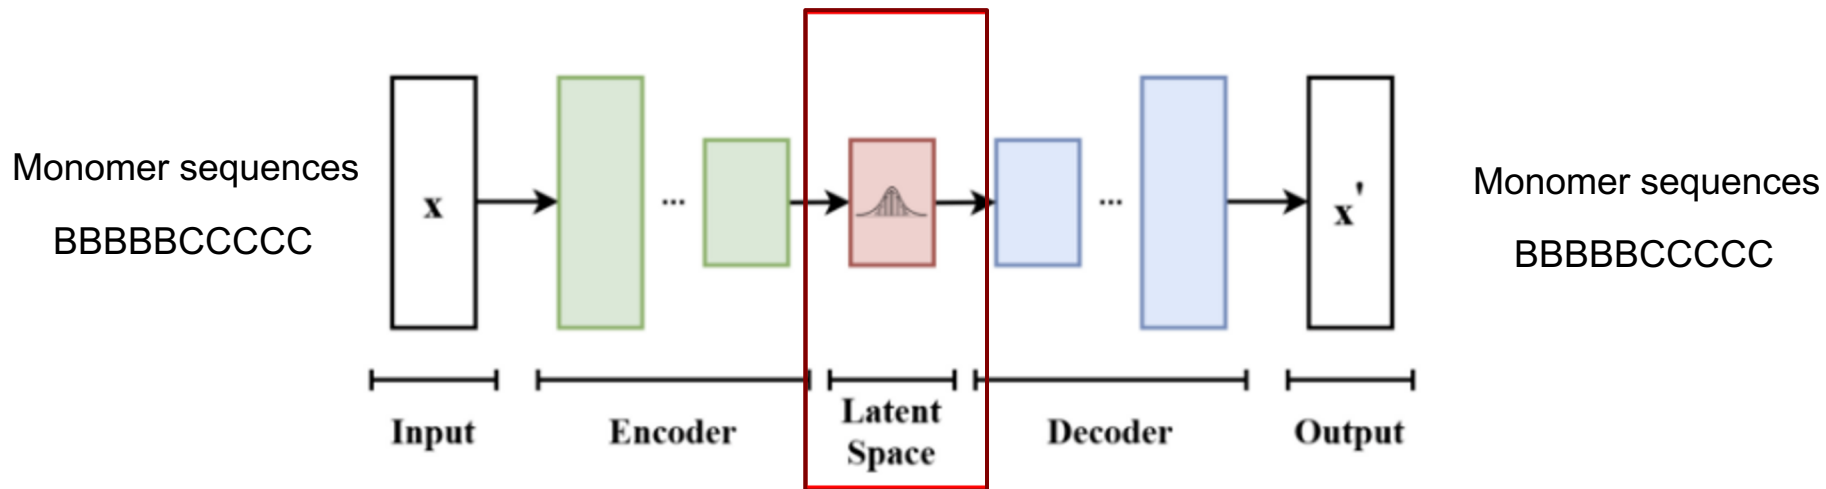 Monomer sequences
BBBBBCCCCC
x
...
...
x'
Monomer sequences
BBBBBCCCCC
Input
Encoder
Latent
Space
Decoder
Output